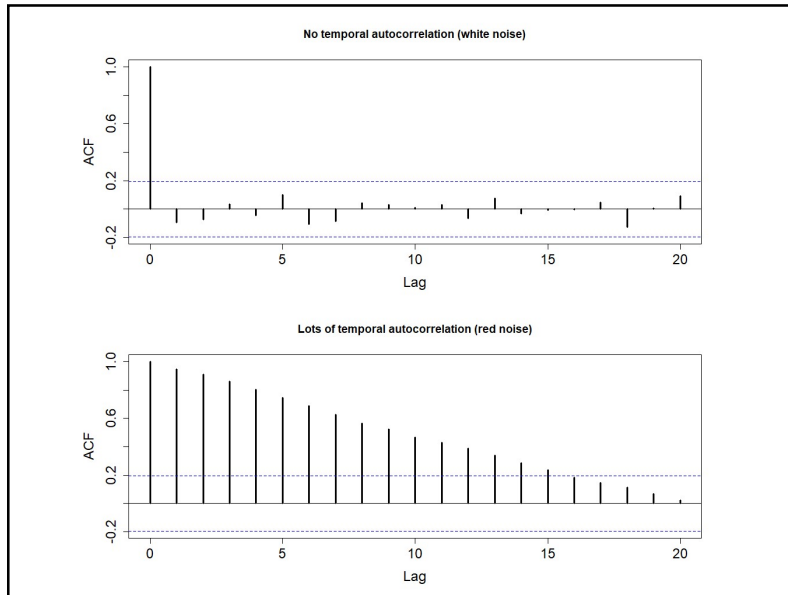 No temporal autocorrelation (white noise)
1.0
0.6
0.2
-0.2
ACF
0 5 10 15 20
Lag
Lots of temporal autocorrelation (red noise)
1.0
0.6
0.2
-0.2
ACF
0 5 10 15 20
Lag